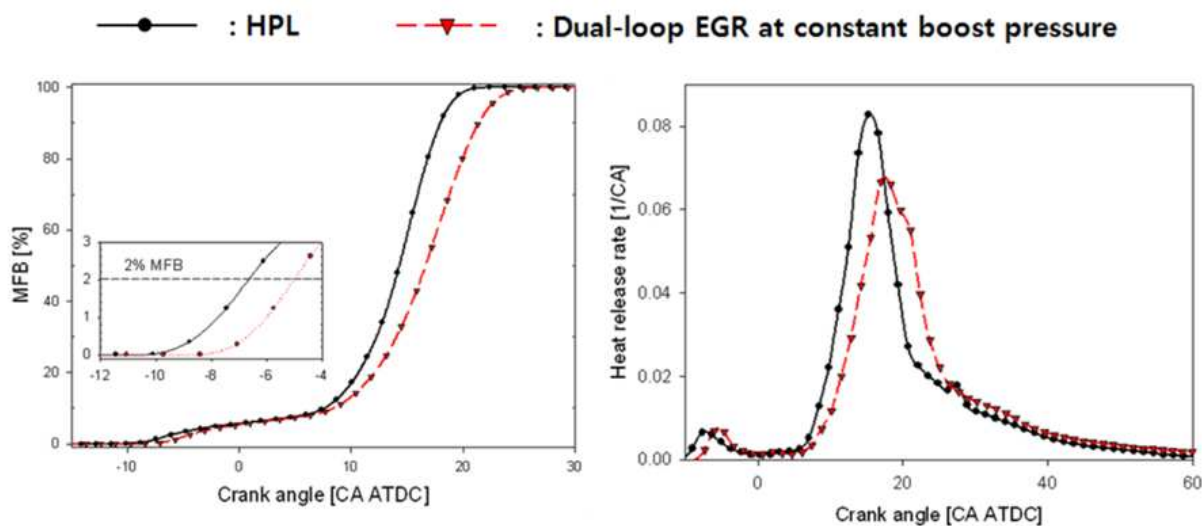 : HPL
: Dual-loop EGR at constant boost pressure
100
80
60
40
20
0
MFB [%]
3
2
1
0
2% MFB
-12 -10 -8 -6 -4
-10 0 10 20 30
Crank angle [CA ATDC]
0.08
0.06
0.04
0.02
0.00
Heat release rate [1/CA]
0 20 40 60
Crank angle [CA ATDC]